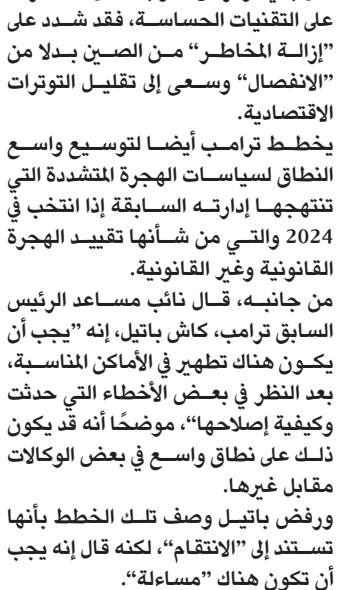 على التقنيات الحساسة، فقد شدد على
”إزالة المخاطر“ من الصين بدلا من
”الانفصال“ وسعى إلى تقليل التوترات
الاقتصادية.
يخطط ترامب أيضا لتوسيع واسع
النطاق لسياسات الهجرة المتشددة التي
تنتهجها إدارته السابقة إذا انتخب في
2024 والتي من شأنها تقييد الهجرة
القانونية وغير القانونية.
من جانبه، قال نائب مساعد الرئيس
السابق ترامب، كاش باتيل، إنه ”يجب أن
يكون هناك تطهير في الأماكن المناسبة،
بعد النظر في بعض الأخطاء التي حدثت
وكيفية إصلاحها“، موضحًا أنه قد يكون
ذلك على نطاق واسع في بعض الوكالات
مقابل غيرها.
ورفض باتيل وصف تلك الخطط بأنها
تستند إلى ”الانتقام“، لكنه قال إنه يجب
أن تكون هناك ”مساءلة“.